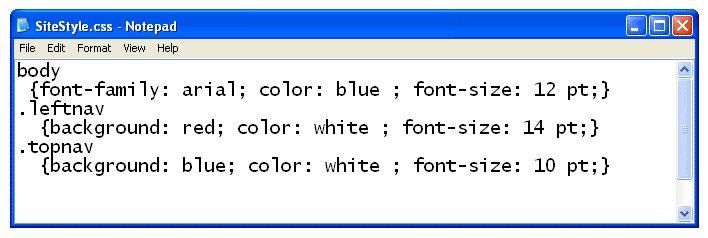 SiteStyle.css - Notepad
File Edit Format View Help
body
{font-family: arial; color: blue ; font-size: 12 pt;}
.leftnav
{background: red; color: white ; font-size: 14 pt;}
.topnav
{background: blue; color: white ; font-size: 10 pt;}